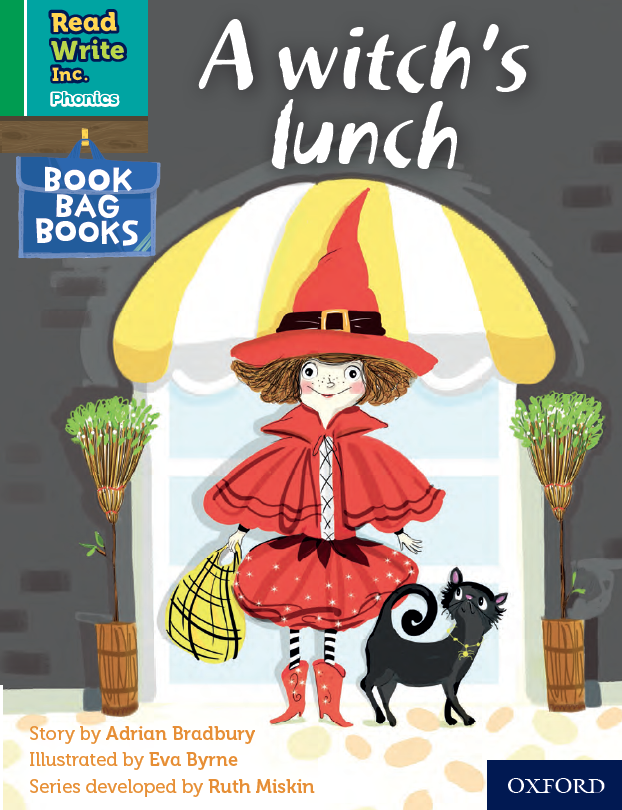 Read
Write
Inc.
Phonics
BOOK
BAG
BOOKS
A witch's
lunch
Story by Adrian Bradbury
Illustrated by Eva Byrne
Series developed by Ruth Miskin
OXFORD